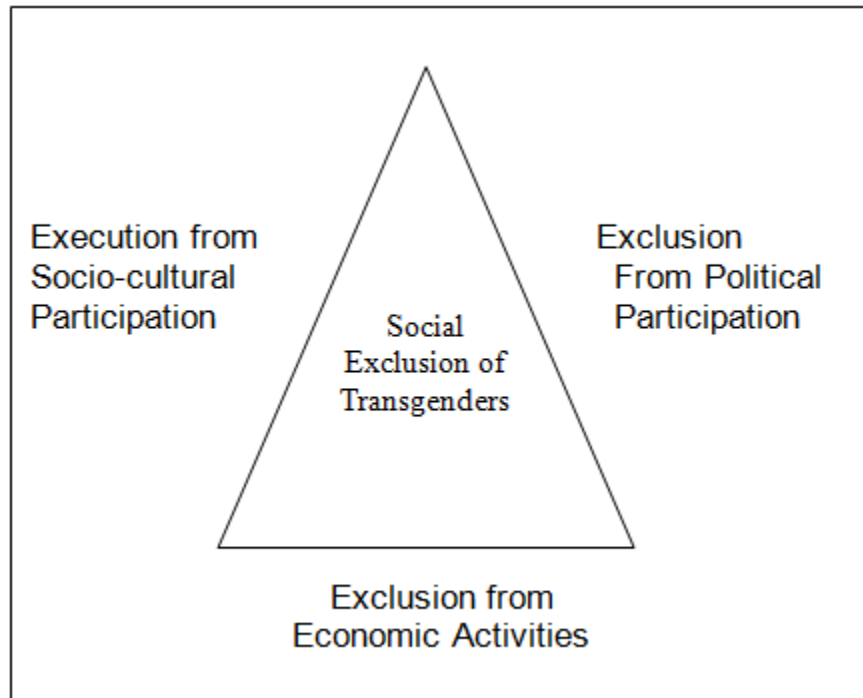 Execution from
Socio-cultural
Participation
Exclusion
From Political
Participation
Social
Exclusion of
Transgenders
Exclusion from
Economic Activities